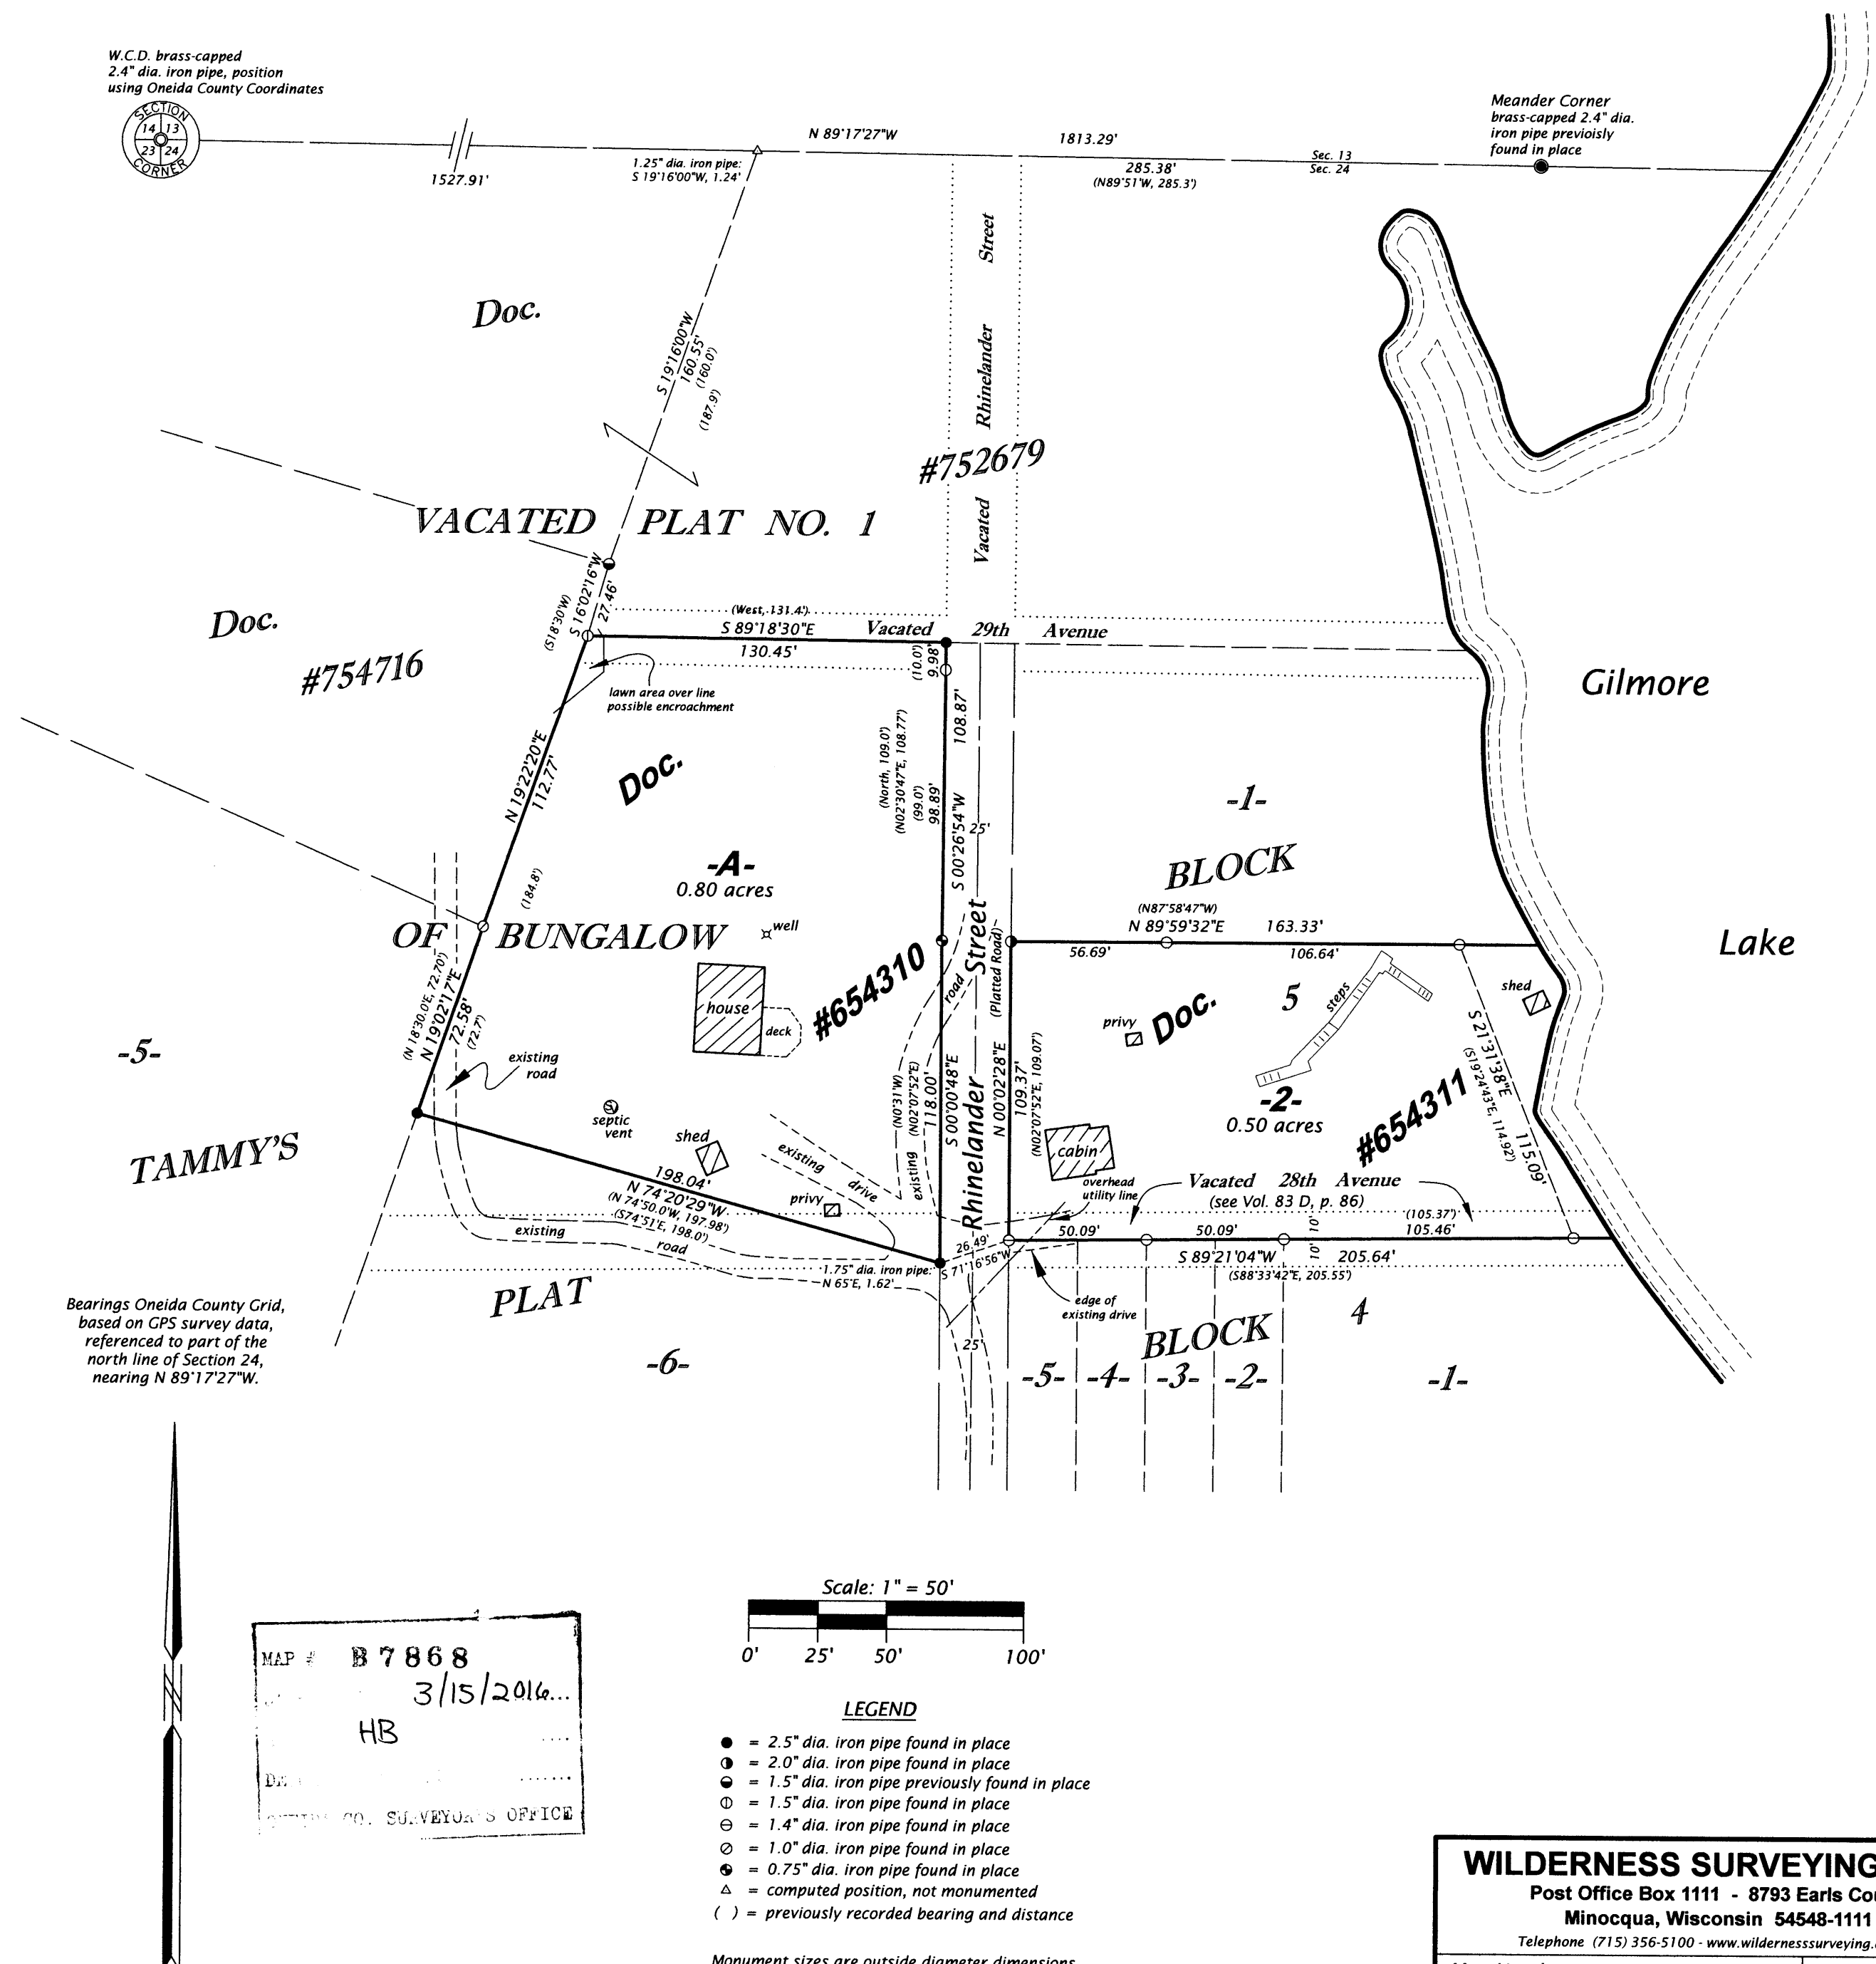 W.C.D. brass-capped
2.4" dia. iron pipe, position
using Oneida County Coordinates
SECTION
14 13
23 24
CORNER
1527.91'
1.25" dia. iron pipe:
S 19°16'00"W, 1.24'
N 89°17'27"W
1813.29'
285.38'
(N89°51'W, 285.3')
Sec. 13
Sec. 24
Meander Corner
brass-capped 2.4" dia.
iron pipe previoisly
found in place
Doc.
S 19°16'00"W
160.55'
(160.0')
(187.9')
Vacated Rhinelander Street
#752679
VACATED PLAT NO. 1
Doc.
#754716
(S18°30'W)
S 16°02'16"W
27.46'
(West, 131.4')
S 89°18'30"E
130.45'
Vacated 29th Avenue
(10.0')
9.98'
lawn area over line
possible encroachment
Gilmore
Lake
N 19°22'20"E
112.77'
(184.8')
Doc.
108.87'
(North, 109.0')
(N02°30'47"E, 108.77')
(99.0')
98.89'
S 00°26'54"W
25'
-A-
0.80 acres
-1-
BLOCK
OF BUNGALOW
well
#654310
road
Rhinelander Street
(Platted Road)
(N87°58'47"W)
N 89°59'32"E 163.33'
56.69'
106.64'
house
deck
5
steps
shed
privy
Doc.
(N 18°30.0'E, 72.70')
N 19°02'17"E
72.58'
(72.7')
existing
road
-5-
septic
vent
shed
existing drive
(N0°31'W)
(N02°07'52"E)
118.00'
S 00°00'48"E
existing
N 00°02'28"E
109.37'
(N02°07'52"E, 109.07')
cabin
-2-
0.50 acres
#654311
S 21°31'38"E
115.09'
(S19°24'43"E, 114.92')
TAMMY'S
198.04'
N 74°20'29"W
(N 74°50.0'W, 197.98')
(S74°51'E, 198.0')
privy
existing
road
overhead
utility line
Vacated 28th Avenue
(see Vol. 83 D, p. 86)
(105.37')
26.49'
S 71°16'56"W
50.09'
50.09'
10'
10'
105.46'
S 89°21'04"W 205.64'
(S88°33'42"E, 205.55')
1.75" dia. iron pipe:
N 65°E, 1.62'
PLAT
edge of
existing drive
25'
BLOCK
4
-6-
-5-
-4-
-3-
-2-
-1-
Bearings Oneida County Grid,
based on GPS survey data,
referenced to part of the
north line of Section 24,
nearing N 89°17'27"W.
Scale: 1" = 50'
0' 25' 50' 100'
MAP # B7868
3/15/2016
HB
CO. SURVEYOR'S OFFICE
LEGEND
= 2.5" dia. iron pipe found in place
= 2.0" dia. iron pipe found in place
= 1.5" dia. iron pipe previously found in place
= 1.5" dia. iron pipe found in place
= 1.4" dia. iron pipe found in place
= 1.0" dia. iron pipe found in place
= 0.75" dia. iron pipe found in place
= computed position, not monumented
( ) = previously recorded bearing and distance
Monument sizes are outside diameter dimensions
WILDERNESS SURVEYING
Post Office Box 1111 - 8793 Earls Cou
Minocqua, Wisconsin 54548-1111
Telephone (715) 356-5100 - www.wildernesssurveying.